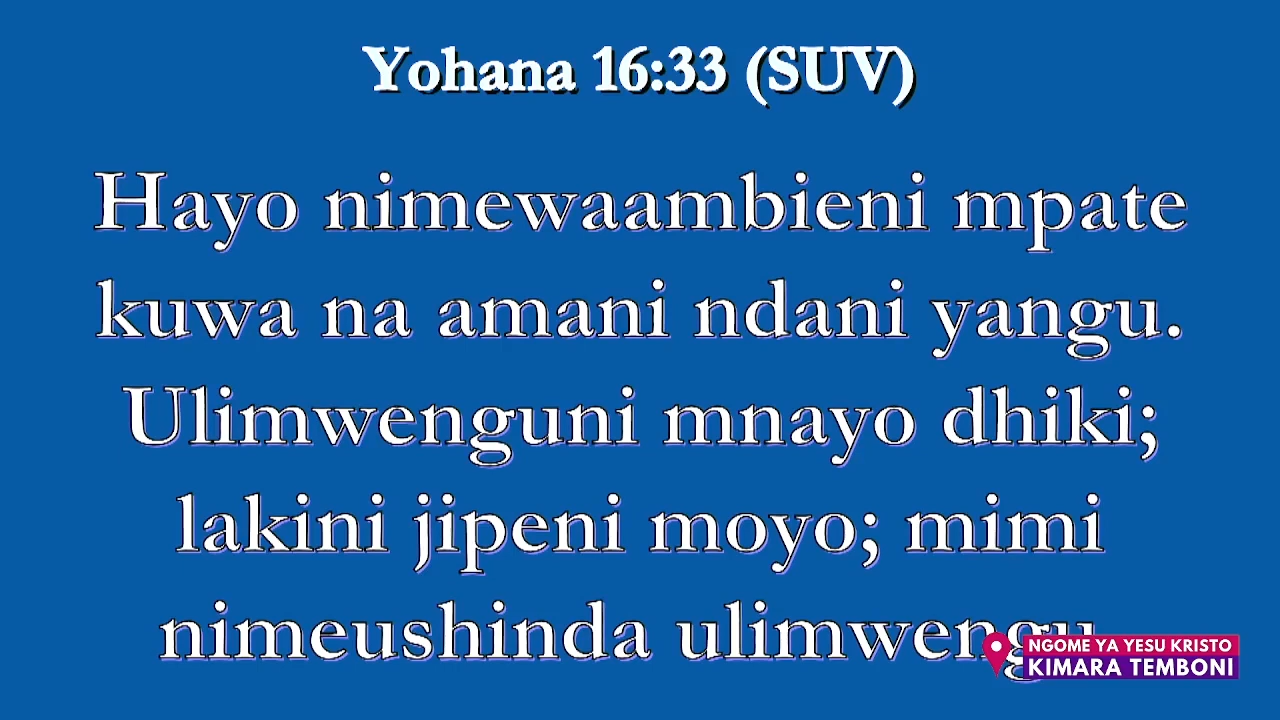 Yohana 16:33 (SUV)
Hayo nimewaambieni mpate
kuwa na amani ndani yangu.
Ulimwenguni mnayo dhiki;
lakini jipeni moyo; mimi
nimeushinda ulimwengu
NGOME YA YESU KRISTO
KIMARA TEMBONI